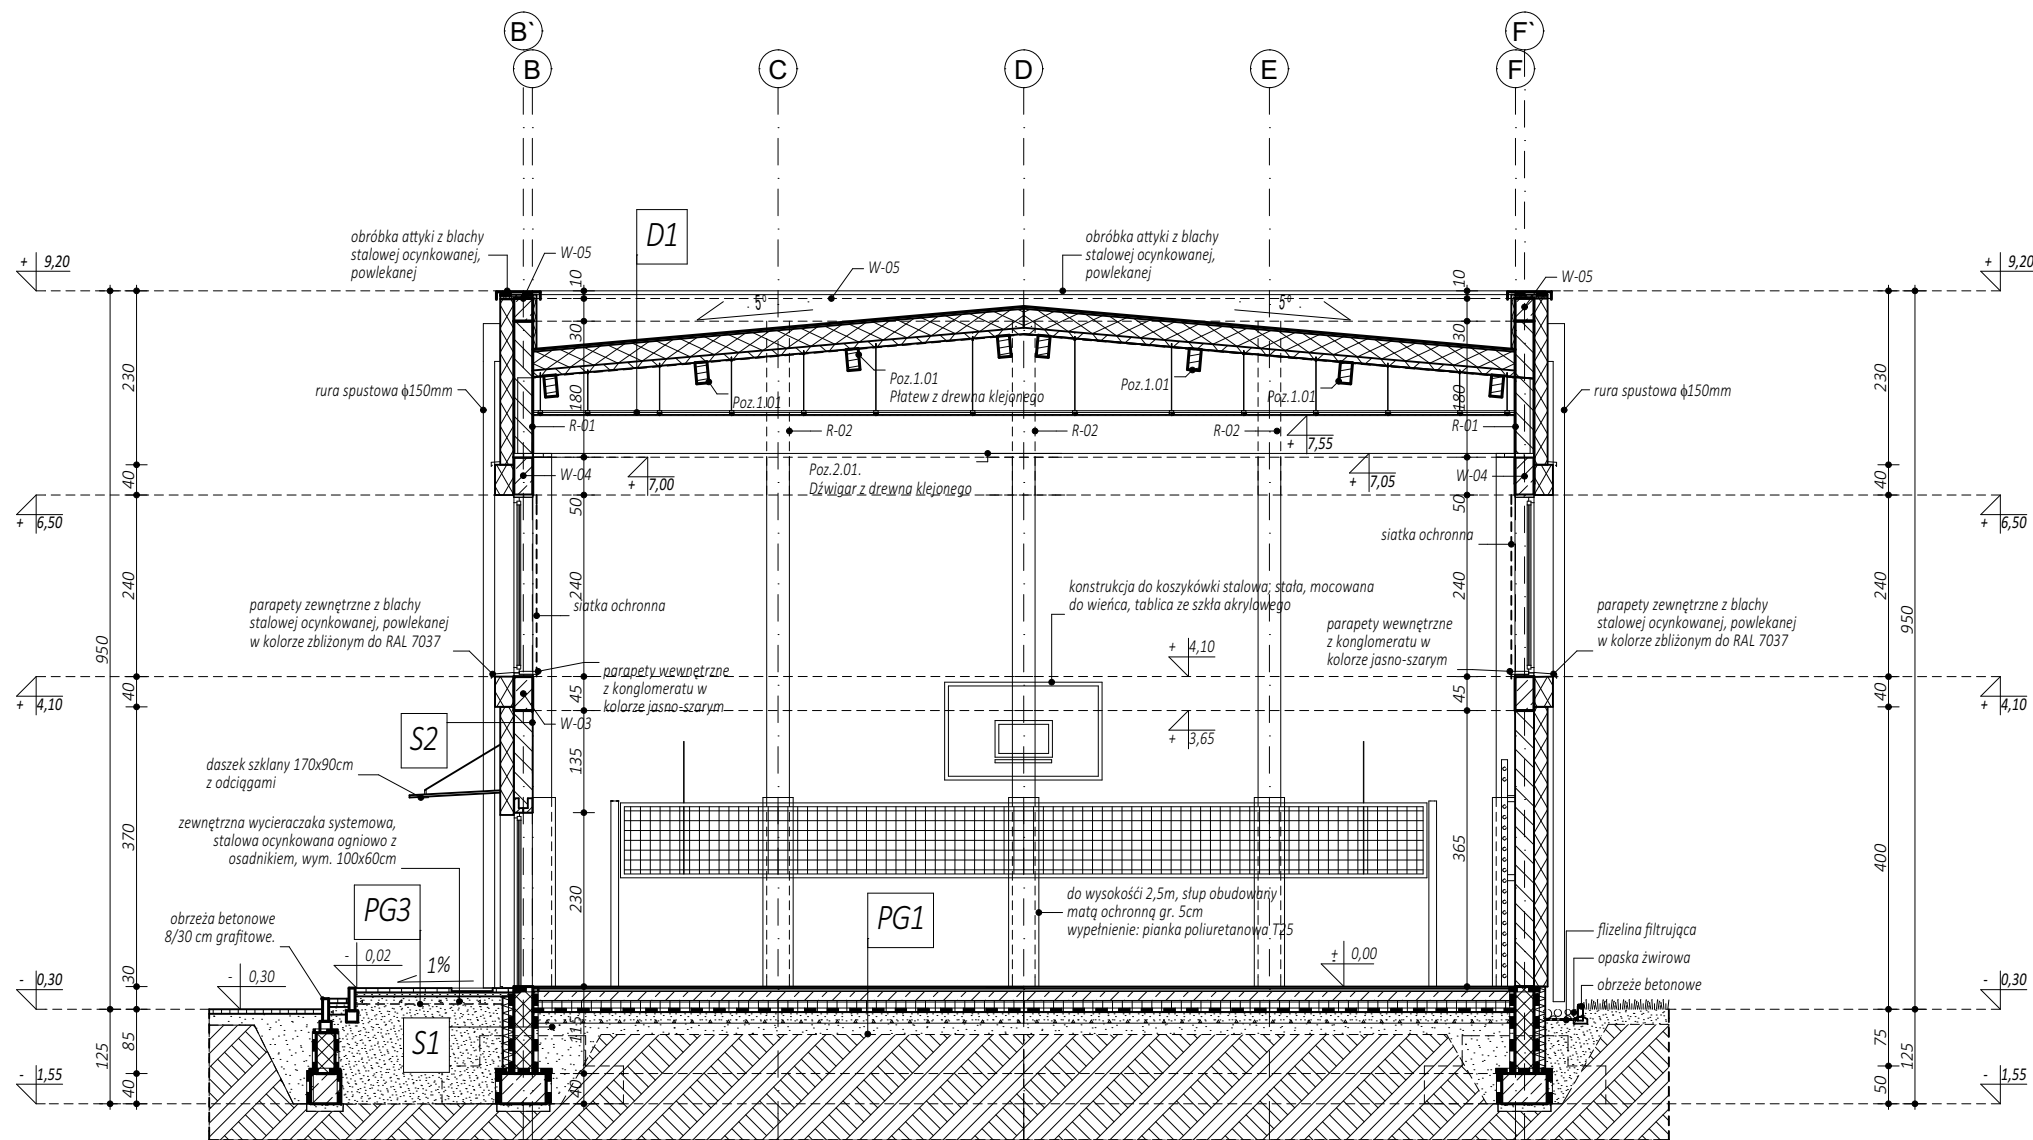 B` F`
B C D E F
D1
obróbka attyki z blachy
stalowej ocynkowanej,
powlekanej
W-05
W-05
obróbka attyki z blachy
stalowej ocynkowanej,
powlekanej
W-05
+ 9,20
+ 9,20
10
10
5°
5°
30
30
230
230
rura spustowa ϕ150mm
rura spustowa ϕ150mm
180
180
Poz.1.01
Poz.1.01
Płatew z drewna klejonego
Poz.1.01
Poz.1.01
R-01
R-02
R-02
R-02
+ 7,55
R-01
40
W-04
+ 7,00
Poz.2.01.
Dźwigar z drewna klejonego
+ 7,05
W-04
40
+ 6,50
50
50
+ 6,50
siatka ochronna
240
240
240
240
siatka ochronna
konstrukcja do koszykówki stalowa, stała, mocowana
do wieńca, tablica ze szkła akrylowego
parapety zewnętrzne z blachy
stalowej ocynkowanej, powlekanej
w kolorze zbliżonym do RAL 7037
parapety zewnętrzne z blachy
stalowej ocynkowanej, powlekanej
w kolorze zbliżonym do RAL 7037
parapety wewnętrzne
z konglomeratu w
kolorze jasno-szarym
parapety wewnętrzne
z konglomeratu w
kolorze jasno-szarym
950
950
+ 4,10
+ 4,10
40
45
45
40
+ 4,10
W-03
S2
+ 3,65
135
daszek szklany 170x90cm
z odciągami
zewnętrzna wycieraczaka systemowa,
stalowa ocynkowana ogniowo z
osadnikiem, wym. 100x60cm
370
365
400
230
do wysokośći 2,5m, słup obudowany
matą ochronną gr. 5cm
wypełnienie: pianka poliuretanowa T25
PG3
PG1
obrzeża betonowe
8/30 cm grafitowe.
flizelina filtrująca
opaska żwirowa
obrzeże betonowe
- 0,02
1%
± 0,00
- 0,30
- 0,30
30
30
- 0,30
S1
115
85
75
125
125
- 1,55
40
40
50
- 1,55